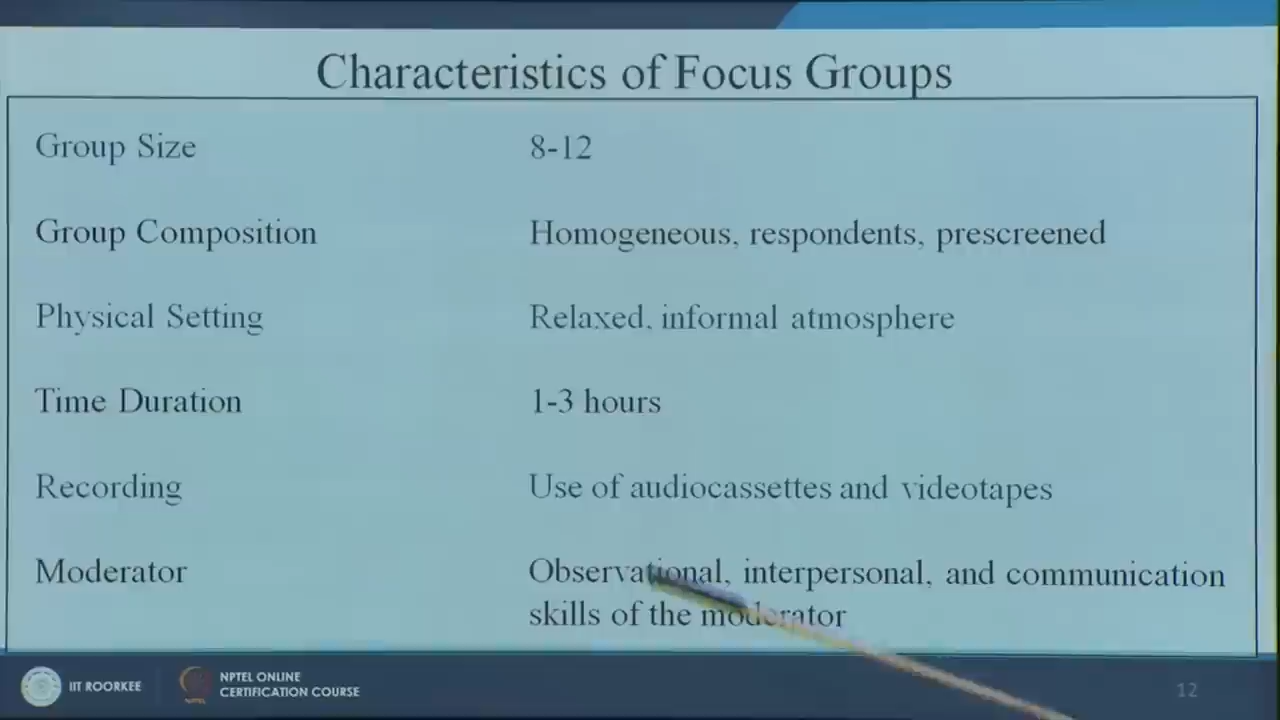 Characteristics of Focus Groups
Group Size 8-12
Group Composition Homogeneous, respondents, prescreened
Physical Setting Relaxed, informal atmosphere
Time Duration 1-3 hours
Recording Use of audiocassettes and videotapes
Moderator Observational, interpersonal, and communication
skills of the moderator
IIT ROORKEE
NPTEL ONLINE
CERTIFICATION COURSE
12